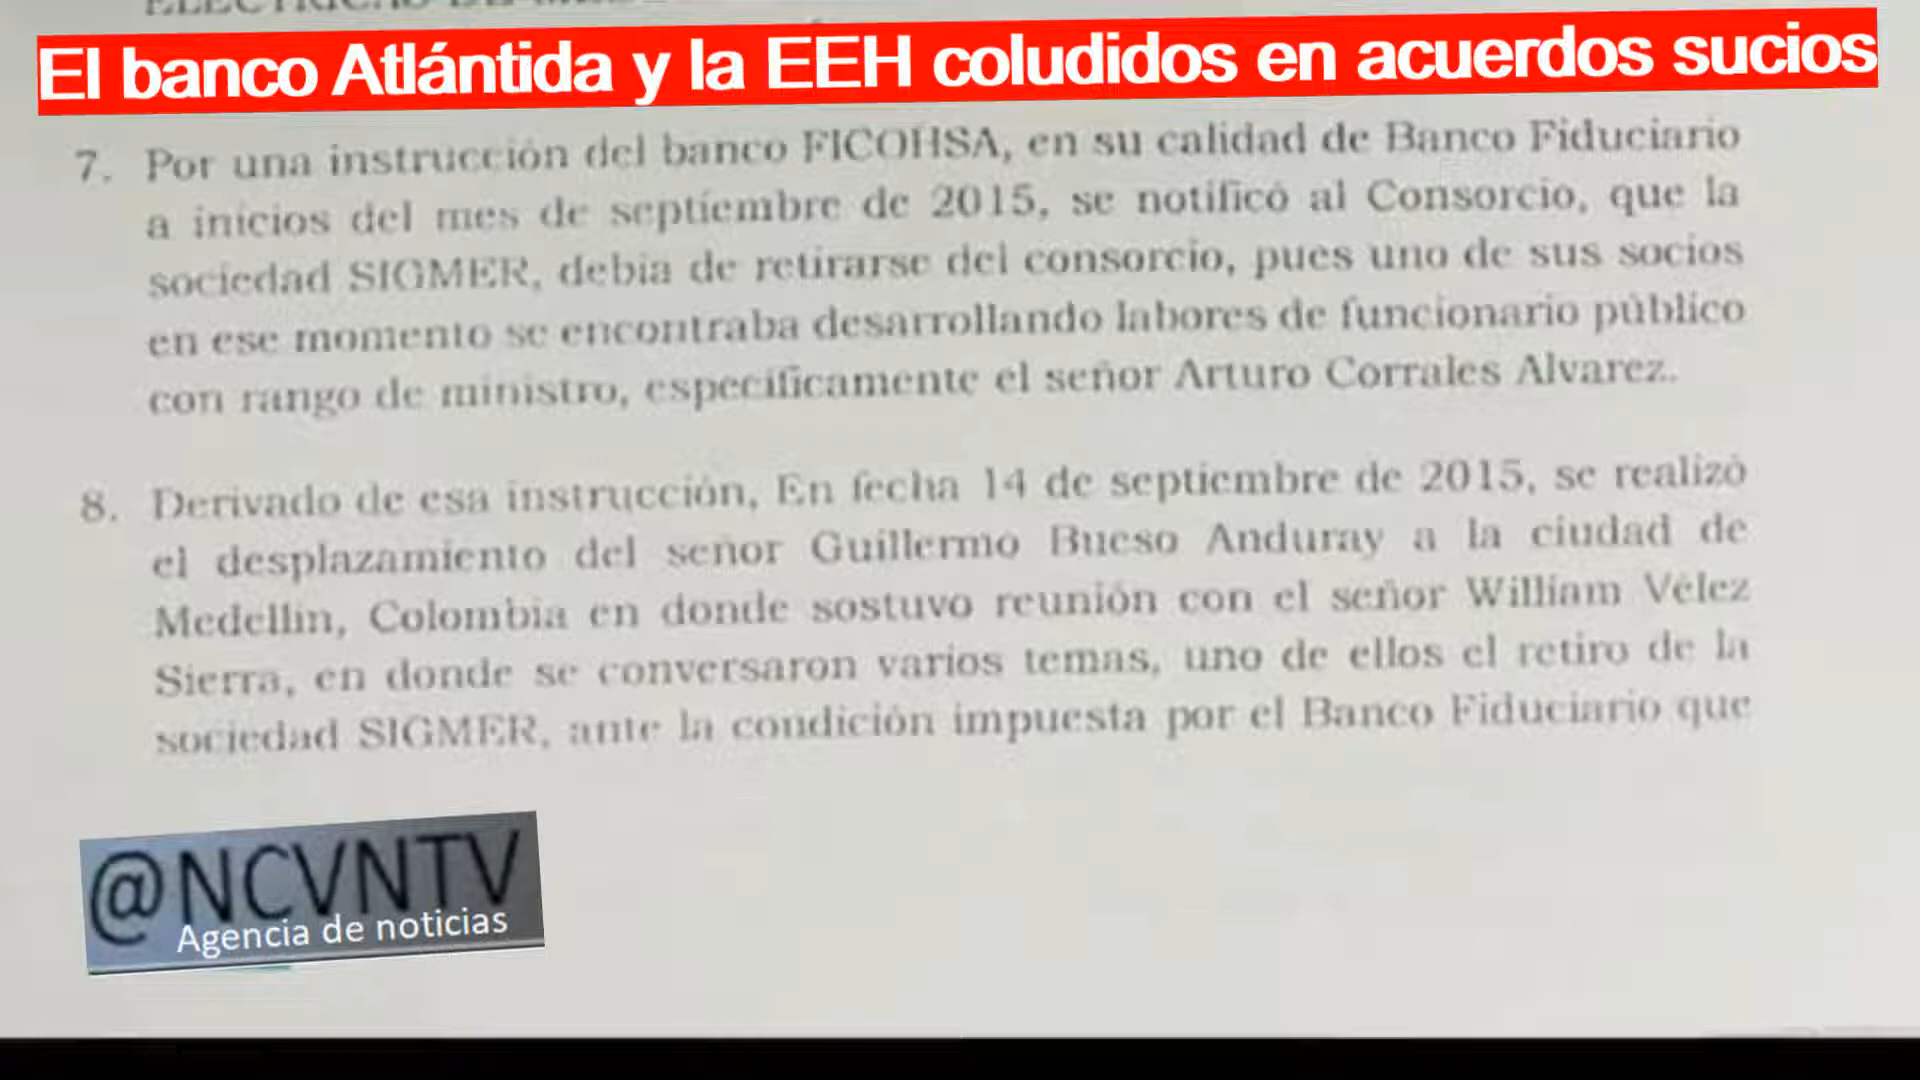 El banco Atlántida y la EEH coludidos en acuerdos sucios
7. Por una instrucción del banco FICOHSA, en su calidad de Banco Fiduciario
a inicios del mes de septiembre de 2015, se notificó al Consorcio, que la
sociedad SIGMER, debia de retirarse del consorcio, pues uno de sus socios
en ese momento se encontraba desarrollando labores de funcionario público
con rango de ministro, especificamente el señor Arturo Corrales Alvarez.
8. Derivado de esa instrucción, En fecha 14 de septiembre de 2015, se realizó
el desplazamiento del señor Guillermo Bueso Anduray a la ciudad de
Medellin, Colombia en donde sostuvo reunión con el señor William Vélez
Sierra, en donde se conversaron varios temas, uno de ellos el retiro de la
sociedad SIGMER, ante la condición impuesta por el Banco Fiduciario que
@NCVNTV
Agencia de noticias